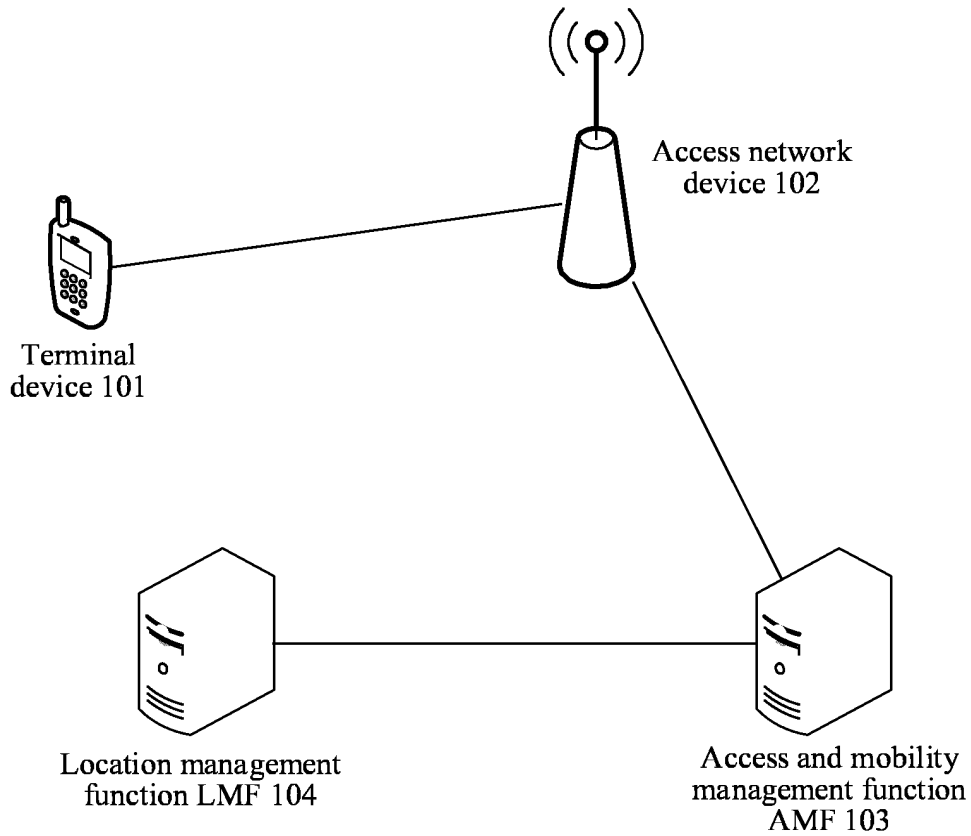 Access network
device 102
Terminal
device 101
Location management
function LMF 104
Access and mobility
management function
AMF 103